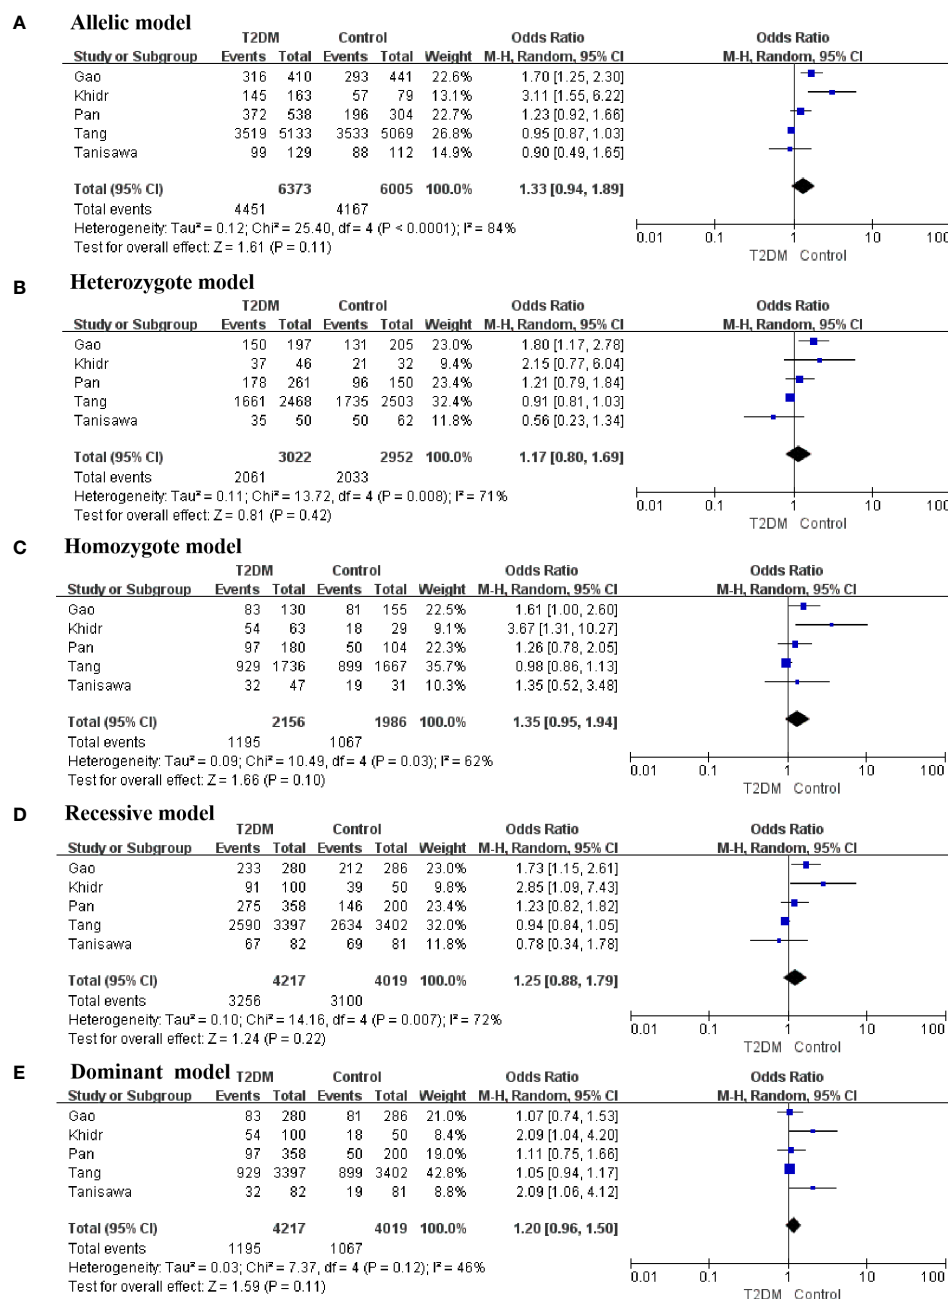 A Allelic model
T2DM Control Odds Ratio Odds Ratio
Study or Subgroup Events Total Events Total Weight M-H, Random, 95% CI M-H, Random, 95% CI
Gao 316 410 293 441 22.6% 1.70 [1.25, 2.30]
Khidr 145 163 57 79 13.1% 3.11 [1.55, 6.22]
Pan 372 538 196 304 22.7% 1.23 [0.92, 1.66]
Tang 3519 5133 3533 5069 26.8% 0.95 [0.87, 1.03]
Tanisawa 99 129 88 112 14.9% 0.90 [0.49, 1.65]
Total (95% CI) 6373 6005 100.0% 1.33 [0.94, 1.89]
Total events 4451 4167
Heterogeneity: Tau² = 0.12; Chi² = 25.40, df = 4 (P < 0.0001); I² = 84%
Test for overall effect: Z = 1.61 (P = 0.11)
0.01 0.1 1 10 100
T2DM Control
B Heterozygote model
T2DM Control Odds Ratio Odds Ratio
Study or Subgroup Events Total Events Total Weight M-H, Random, 95% CI M-H, Random, 95% CI
Gao 150 197 131 205 23.0% 1.80 [1.17, 2.78]
Khidr 37 46 21 32 9.4% 2.15 [0.77, 6.04]
Pan 178 261 96 150 23.4% 1.21 [0.79, 1.84]
Tang 1661 2468 1735 2503 32.4% 0.91 [0.81, 1.03]
Tanisawa 35 50 50 62 11.8% 0.56 [0.23, 1.34]
Total (95% CI) 3022 2952 100.0% 1.17 [0.80, 1.69]
Total events 2061 2033
Heterogeneity: Tau² = 0.11; Chi² = 13.72, df = 4 (P = 0.008); I² = 71%
Test for overall effect: Z = 0.81 (P = 0.42)
0.01 0.1 1 10 100
T2DM Control
C Homozygote model
T2DM Control Odds Ratio Odds Ratio
Study or Subgroup Events Total Events Total Weight M-H, Random, 95% CI M-H, Random, 95% CI
Gao 83 130 81 155 22.5% 1.61 [1.00, 2.60]
Khidr 54 63 18 29 9.1% 3.67 [1.31, 10.27]
Pan 97 180 50 104 22.3% 1.26 [0.78, 2.05]
Tang 929 1736 899 1667 35.7% 0.98 [0.86, 1.13]
Tanisawa 32 47 19 31 10.3% 1.35 [0.52, 3.48]
Total (95% CI) 2156 1986 100.0% 1.35 [0.95, 1.94]
Total events 1195 1067
Heterogeneity: Tau² = 0.09; Chi² = 10.49, df = 4 (P = 0.03); I² = 62%
Test for overall effect: Z = 1.66 (P = 0.10)
0.01 0.1 1 10 100
T2DM Control
D Recessive model
T2DM Control Odds Ratio Odds Ratio
Study or Subgroup Events Total Events Total Weight M-H, Random, 95% CI M-H, Random, 95% CI
Gao 233 280 212 286 23.0% 1.73 [1.15, 2.61]
Khidr 91 100 39 50 9.8% 2.85 [1.09, 7.43]
Pan 275 358 146 200 23.4% 1.23 [0.82, 1.82]
Tang 2590 3397 2634 3402 32.0% 0.94 [0.84, 1.05]
Tanisawa 67 82 69 81 11.8% 0.78 [0.34, 1.78]
Total (95% CI) 4217 4019 100.0% 1.25 [0.88, 1.79]
Total events 3256 3100
Heterogeneity: Tau² = 0.10; Chi² = 14.16, df = 4 (P = 0.007); I² = 72%
Test for overall effect: Z = 1.24 (P = 0.22)
0.01 0.1 1 10 100
T2DM Control
E Dominant model T2DM Control Odds Ratio Odds Ratio
Study or Subgroup Events Total Events Total Weight M-H, Random, 95% CI M-H, Random, 95% CI
Gao 83 280 81 286 21.0% 1.07 [0.74, 1.53]
Khidr 54 100 18 50 8.4% 2.09 [1.04, 4.20]
Pan 97 358 50 200 19.0% 1.11 [0.75, 1.66]
Tang 929 3397 899 3402 42.8% 1.05 [0.94, 1.17]
Tanisawa 32 82 19 81 8.8% 2.09 [1.06, 4.12]
Total (95% CI) 4217 4019 100.0% 1.20 [0.96, 1.50]
Total events 1195 1067
Heterogeneity: Tau² = 0.03; Chi² = 7.37, df = 4 (P = 0.12); I² = 46%
Test for overall effect: Z = 1.59 (P = 0.11)
0.01 0.1 1 10 100
T2DM Control